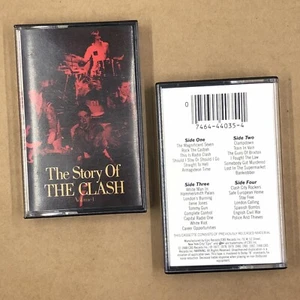 The Story Of
THE CLASH
Volume 1
0
7464-44035-4
Side One
The Magnificent Seven
Rock The Casbah
This Is Radio Clash
Should I Stay Or Should I Go
Straight To Hell
Armagideon Time
Side Two
Clampdown
Train In Vain
The Guns Of Brixton
I Fought The Law
Somebody Got Murdered
Lost In The Supermarket
Bankrobber
Side Three
White Man In
Hammersmith Palais
London's Burning
Janie Jones
Tommy Gun
Complete Control
Capital Radio One
White Riot
Career Opportunities
Side Four
Clash City Rockers
Safe European Home
Stay Free
London Calling
Spanish Bombs
English Civil War
Police And Thieves